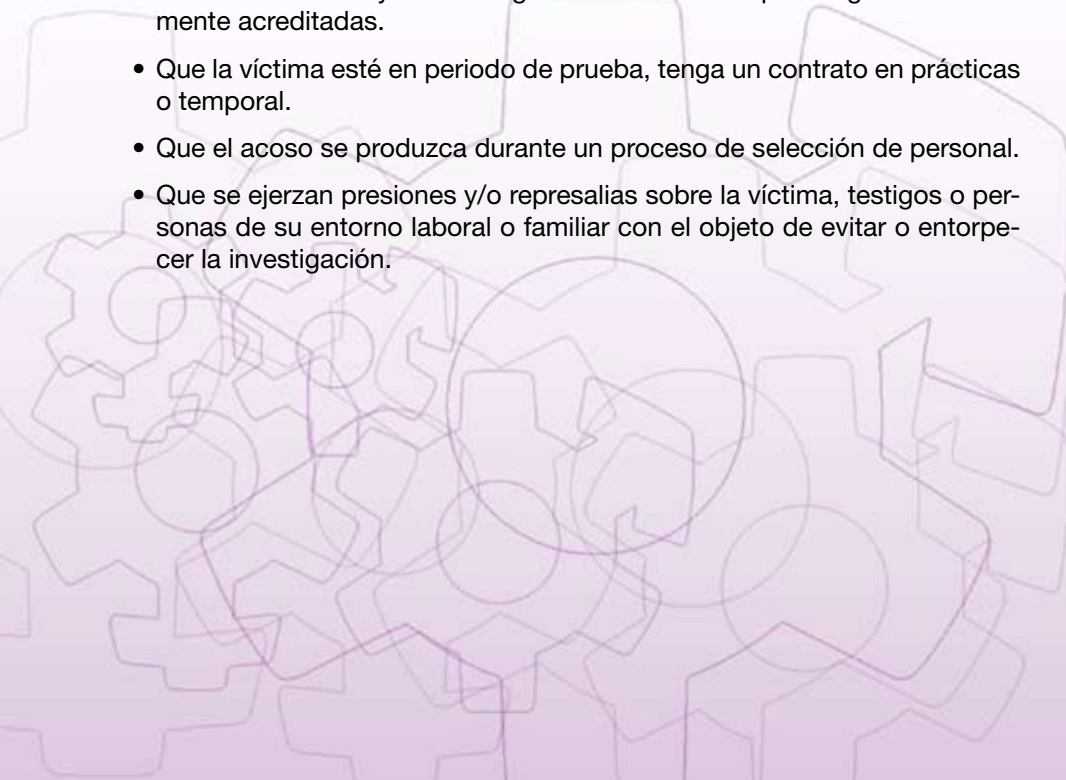 mente acreditadas.
• Que la víctima esté en periodo de prueba, tenga un contrato en prácticas
o temporal.
• Que el acoso se produzca durante un proceso de selección de personal.
• Que se ejerzan presiones y/o represalias sobre la víctima, testigos o per-
sonas de su entorno laboral o familiar con el objeto de evitar o entorpe-
cer la investigación.